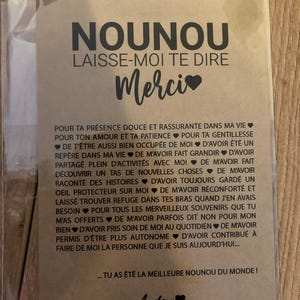 NOUNOU
LAISSE-MOI TE DIRE
Merci♥
POUR TA PRÉSENCE DOUCE ET RASSURANTE DANS MA VIE ♥
POUR TON AMOUR ET TA PATIENCE ♥ POUR TA GENTILLESSE
♥ DE T'ÊTRE AUSSI BIEN OCCUPÉE DE MOI ♥ D'AVOIR ÉTÉ UN
REPÈRE DANS MA VIE ♥ DE M'AVOIR FAIT GRANDIR ♥ D'AVOIR
PARTAGÉ PLEIN D'ACTIVITÉS AVEC MOI ♥ DE M'AVOIR FAIT
DÉCOUVRIR UN TAS DE NOUVELLES CHOSES ♥ DE M'AVOIR
RACONTÉ DES HISTOIRES ♥ D'AVOIR TOUJOURS GARDÉ UN
OEIL PROTECTEUR SUR MOI ♥ DE M'AVOIR RÉCONFORTÉ ET
LAISSÉ TROUVER REFUGE DANS TES BRAS QUAND J'EN AVAIS
BESOIN ♥ POUR TOUS LES MERVEILLEUX SOUVENIRS QUE TU
M'AS OFFERTS ♥ DE M'AVOIR PARFOIS DIT NON POUR MON
BIEN ♥ D'AVOIR PRIS SOIN DE MOI AU QUOTIDIEN ♥ DE M'AVOIR
PERMIS D'ÊTRE PLUS AUTONOME ♥ D'AVOIR CONTRIBUÉ À
FAIRE DE MOI LA PERSONNE QUE JE SUIS AUJOURD'HUI...
... TU AS ÉTÉ LA MEILLEURE NOUNOU DU MONDE !